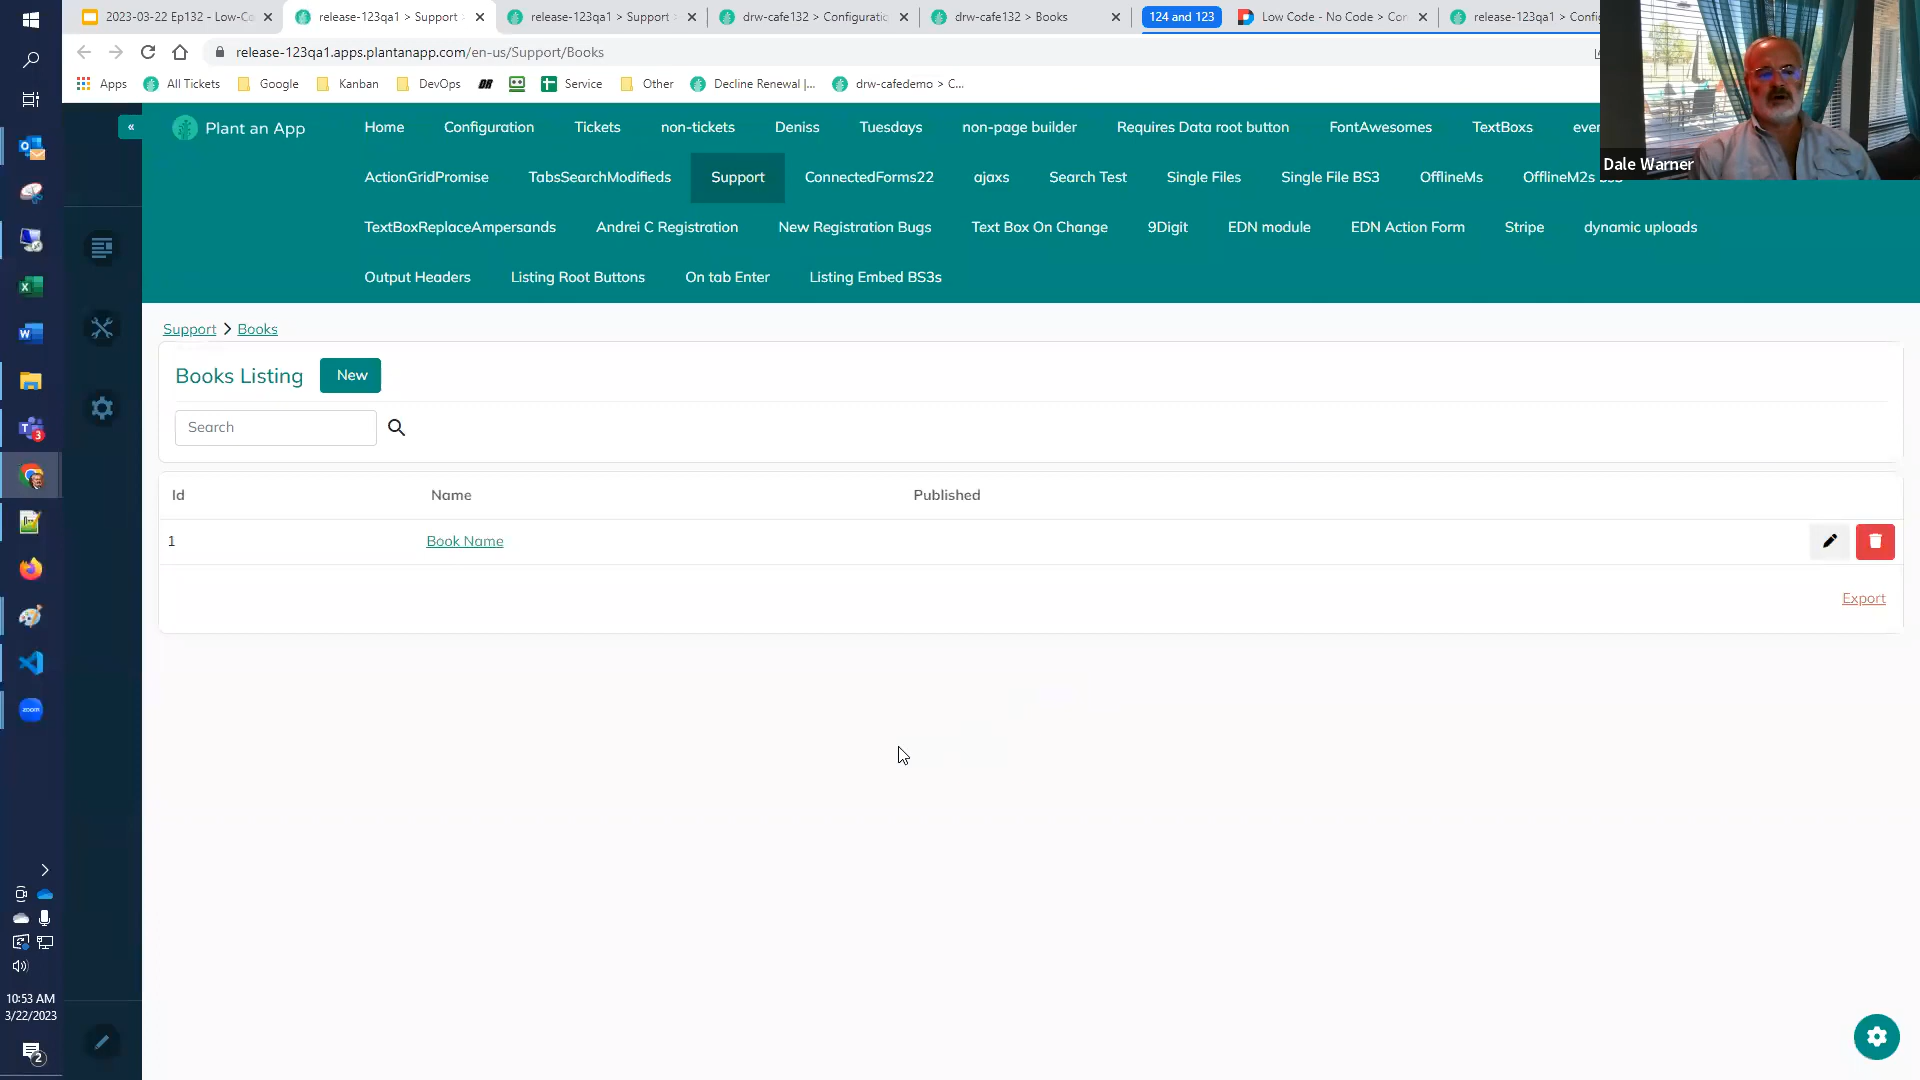 2023-03-22 Ep132 - Low-Co
release-123qa1 > Support >
release-123qa1 > Support >
drw-cafe132 > Configuratio
drw-cafe132 > Books
124 and 123
Low Code - No Code > Con
release-123qa1 > Confi
release-123qa1.apps.plantanapp.com/en-us/Support/Books
Apps
All Tickets
Google
Kanban
DevOps
Service
Other
Decline Renewal |...
drw-cafedemo > C...
Dale Warner
«
Plant an App
Home
Configuration
Tickets
non-tickets
Deniss
Tuesdays
non-page builder
Requires Data root button
FontAwesomes
TextBoxs
ActionGridPromise
TabsSearchModifieds
Support
ConnectedForms22
ajaxs
Search Test
Single Files
Single File BS3
OfflineMs
OfflineM2s
TextBoxReplaceAmpersands
Andrei C Registration
New Registration Bugs
Text Box On Change
9Digit
EDN module
EDN Action Form
Stripe
dynamic uploads
Output Headers
Listing Root Buttons
On tab Enter
Listing Embed BS3s
Support > Books
Books Listing
New
Search
Id
Name
Published
1
Book Name
Export
3
zoom
10:53 AM
3/22/2023
2